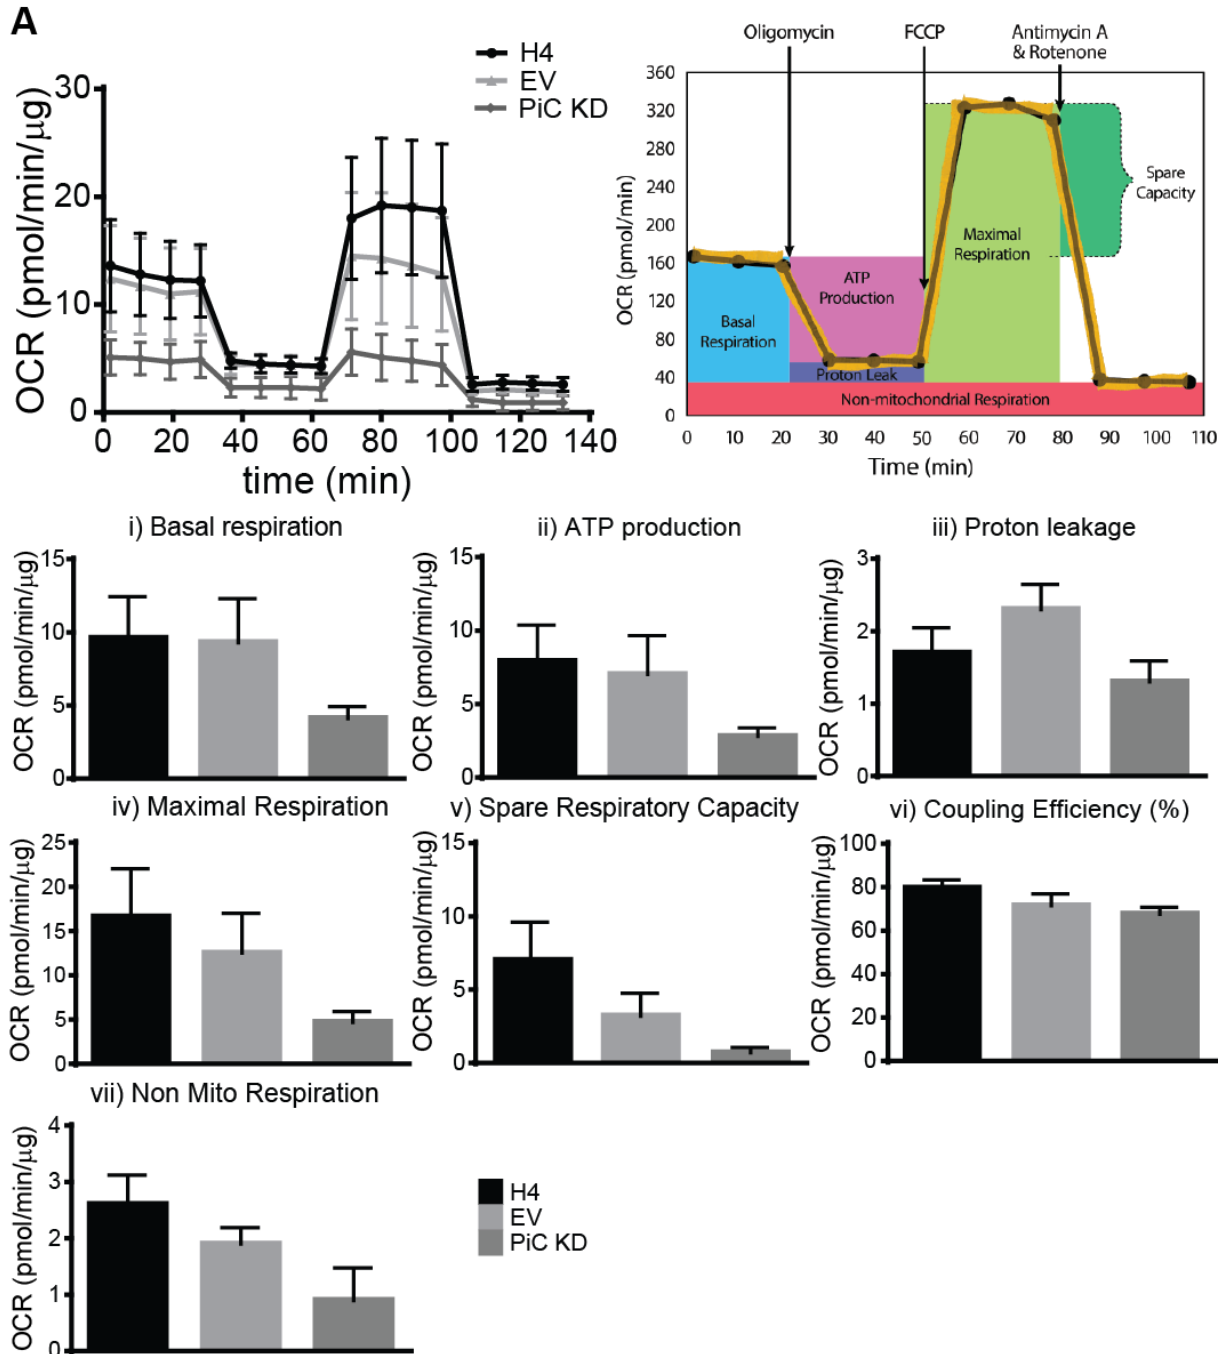 A
H4
EV
PiC KD
OCR (pmol/min/µg)
30
20
10
0
0 20 40 60 80 100 120 140
time (min)
Oligomycin
FCCP
Antimycin A
& Rotenone
OCR (pmol/min)
360
320
280
240
200
160
120
80
40
0
Basal
Respiration
ATP
Production
Proton Leak
Maximal
Respiration
Spare
Capacity
Non-mitochondrial Respiration
0 10 20 30 40 50 60 70 80 90 100 110
Time (min)
i) Basal respiration
OCR (pmol/min/µg)
15
10
5
0
ii) ATP production
OCR (pmol/min/µg)
15
10
5
0
iii) Proton leakage
OCR (pmol/min/µg)
3
2
1
0
iv) Maximal Respiration
OCR (pmol/min/µg)
25
20
15
10
5
0
v) Spare Respiratory Capacity
OCR (pmol/min/µg)
15
10
5
0
vi) Coupling Efficiency (%)
OCR (pmol/min/µg)
100
80
60
40
20
0
vii) Non Mito Respiration
OCR (pmol/min/µg)
4
3
2
1
0
H4
EV
PiC KD